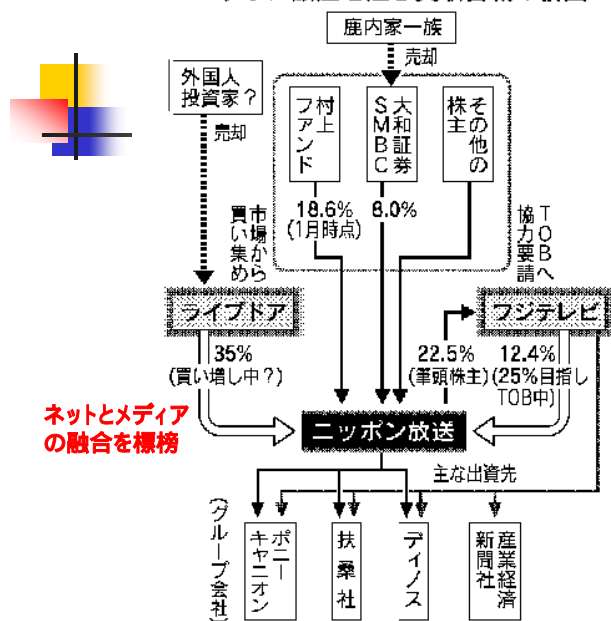 鹿内家一族
売却
外国人
投資家？
売却
村上
ファンド
大和証券
SMBC
その他の
株主
18.6%
(1月時点)
8.0%
市場から
買い集め
TOBへ
協力要請
ライブドア
フジテレビ
35%
(買い増し中？)
22.5%
(筆頭株主)
12.4%
(25%目指し
TOB中)
ネットとメディア
の融合を標榜
ニッポン放送
主な出資先
(グループ会社)
ポニー
キャニオン
扶桑社
ディノス
産業経済
新聞社